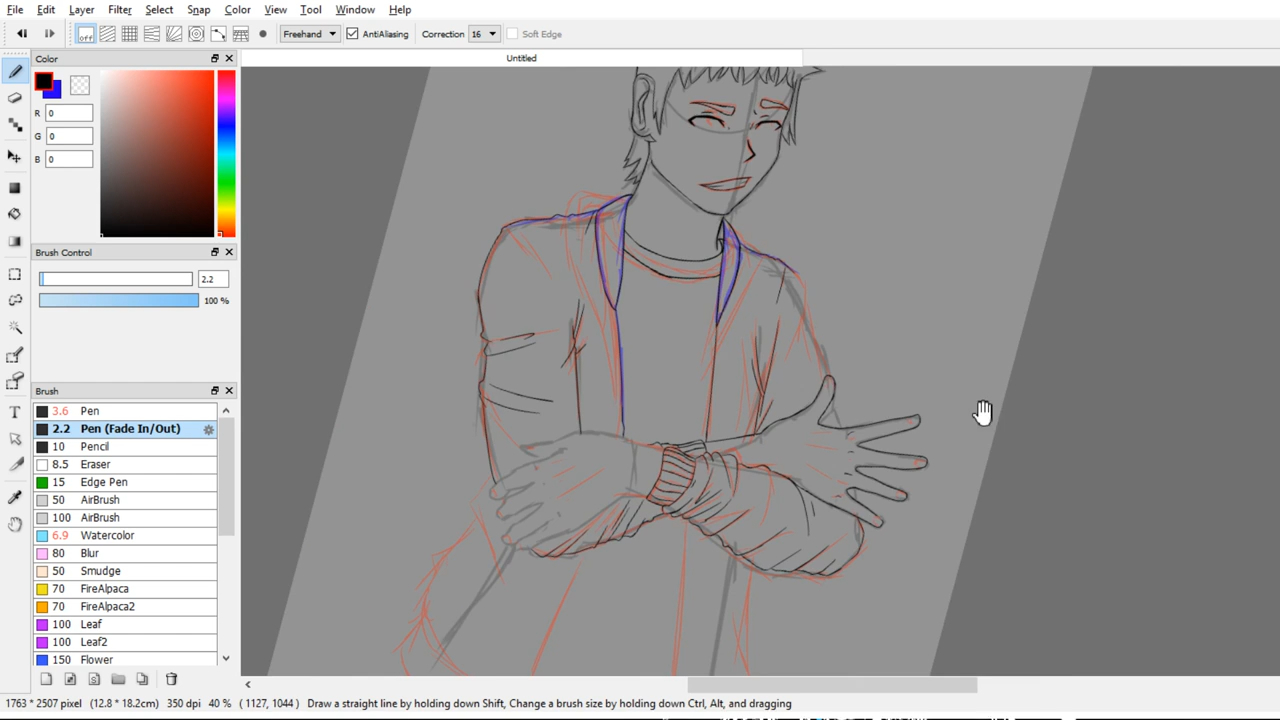 File Edit Layer Filter Select Snap Color View Tool Window Help
off Freehand AntiAliasing Correction 16 Soft Edge
Untitled
Color
R 0
G 0
B 0
Brush Control
2.2
100 %
Brush
3.6 Pen
2.2 Pen (Fade In/Out)
10 Pencil
8.5 Eraser
15 Edge Pen
50 AirBrush
100 AirBrush
6.9 Watercolor
80 Blur
50 Smudge
70 FireAlpaca
70 FireAlpaca2
100 Leaf
100 Leaf2
150 Flower
1763 * 2507 pixel (12.8 * 18.2cm) 350 dpi 40 % ( 1127, 1044 ) Draw a straight line by holding down Shift, Change a brush size by holding down Ctrl, Alt, and dragging